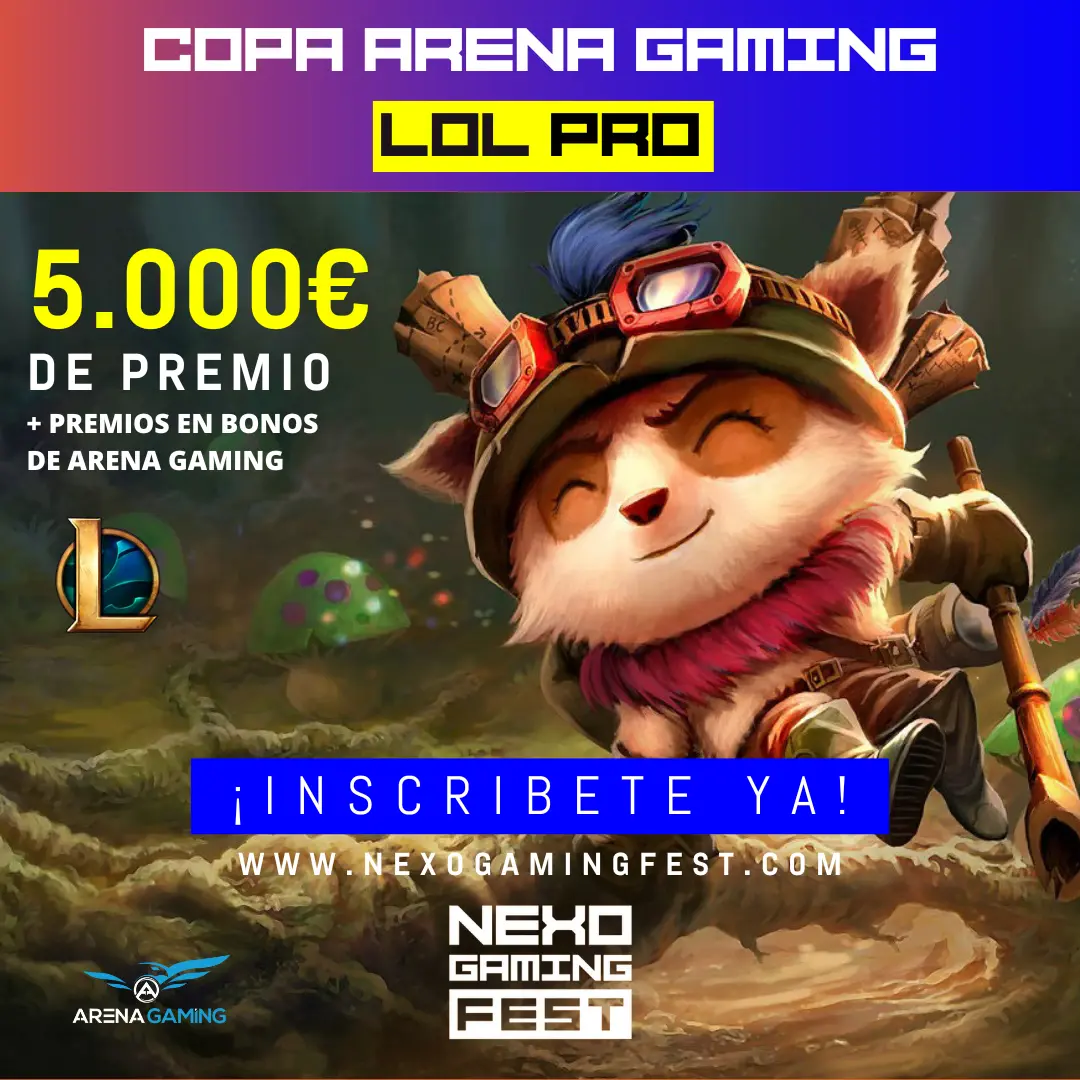 COPA ARENA GAMING
LOL PRO
5.000€
DE PREMIO
+ PREMIOS EN BONOS
DE ARENA GAMING
L
BC
¡INSCRIBETE YA!
WWW.NEXOGAMINGFEST.COM
NEXO
GAMING
FEST
ARENA GAMING